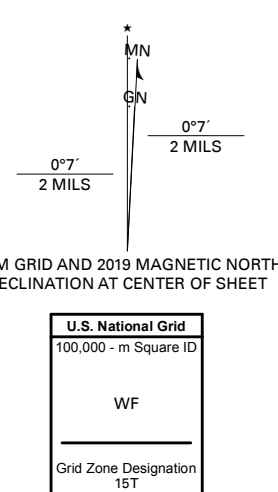 ★
MN
GN
0°7´
2 MILS
0°7´
2 MILS
M GRID AND 2019 MAGNETIC NORTH
ECLINATION AT CENTER OF SHEET
U.S. National Grid
100,000 - m Square ID
WF
Grid Zone Designation
15T